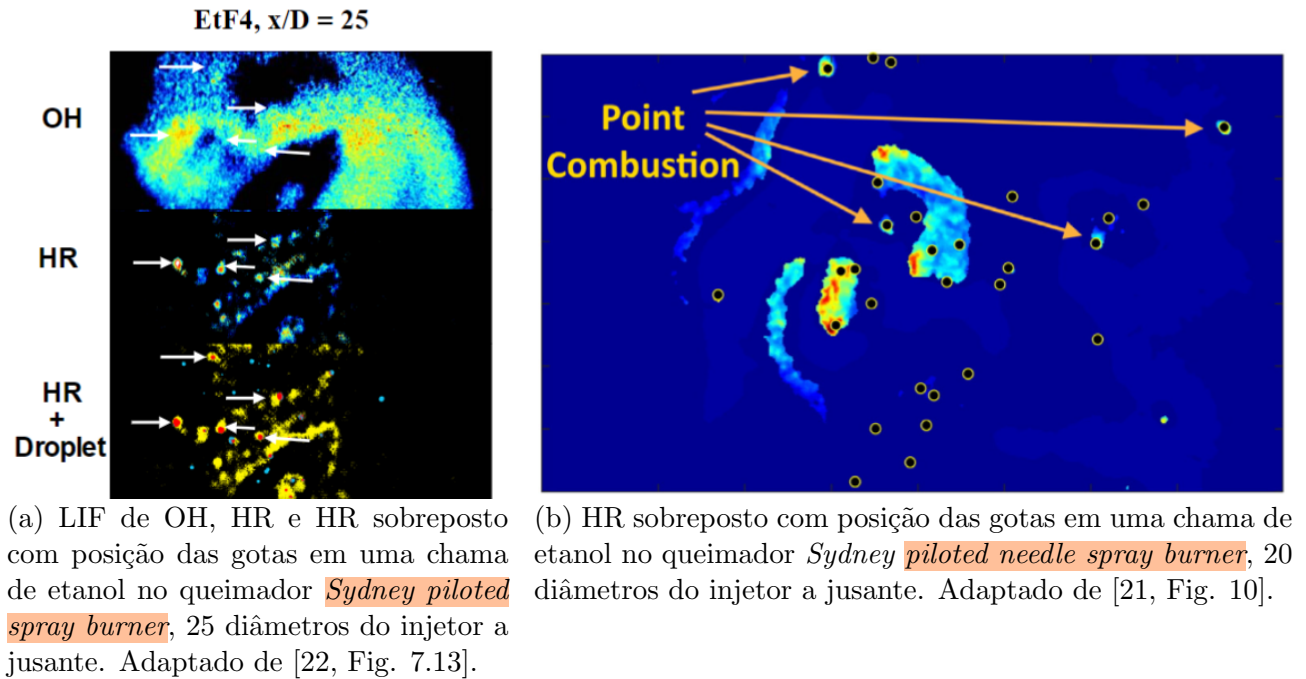 EtF4, x/D = 25
OH
HR
HR
+
Droplet
Point
Combustion
(a) LIF de OH, HR e HR sobreposto
com posição das gotas em uma chama
de etanol no queimador Sydney piloted
spray burner, 25 diâmetros do injetor a
jusante. Adaptado de [22, Fig. 7.13].
(b) HR sobreposto com posição das gotas em uma chama de
etanol no queimador Sydney piloted needle spray burner, 20
diâmetros do injetor a jusante. Adaptado de [21, Fig. 10].